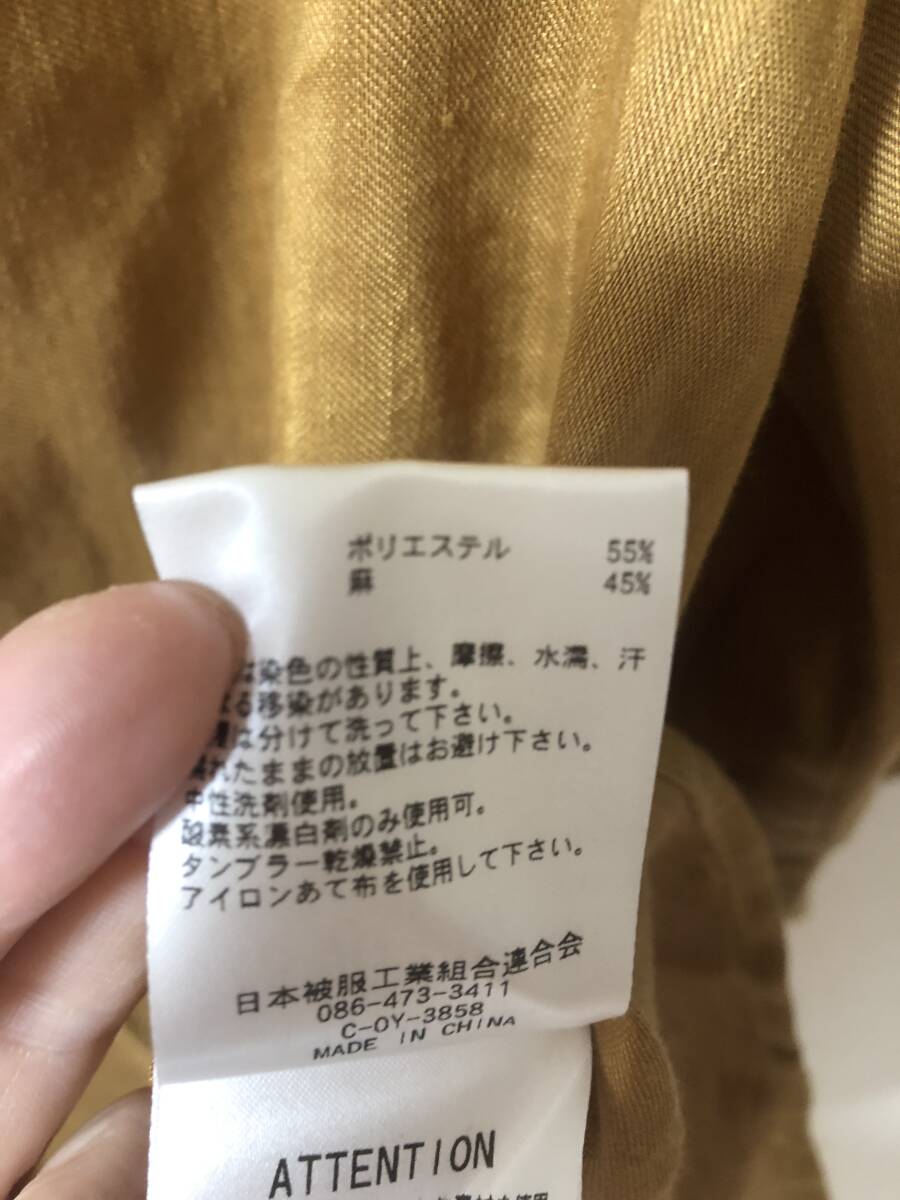 ポリエステル 55%
麻 45%
は染色の性質上、摩擦、水濡、汗
よる移染があります。
は分けて洗って下さい。
濡れたままの放置はお避け下さい。
中性洗剤使用。
酸素系漂白剤のみ使用可。
タンブラー乾燥禁止。
アイロンあて布を使用して下さい。
日本被服工業組合連合会
086-473-3411
C-OY-3858
MADE IN CHINA
ATTENTION